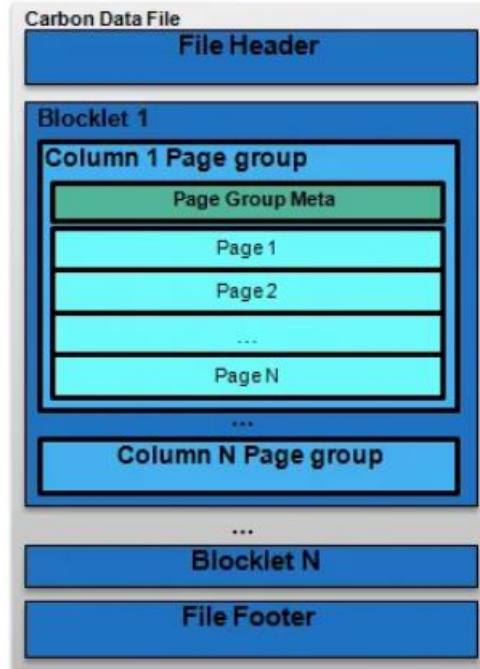 Carbon Data File
File Header
Blocklet 1
Column 1 Page group
Page Group Meta
Page 1
Page 2
...
Page N
...
Column N Page group
...
Blocklet N
File Footer